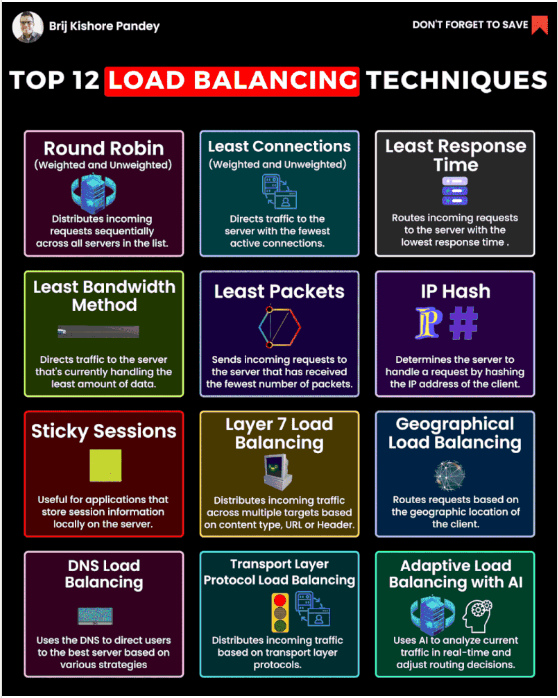 Brij Kishore Pandey
DON'T FORGET TO SAVE
TOP 12 LOAD BALANCING TECHNIQUES
Round Robin
(Weighted and Unweighted)
Distributes incoming
requests sequentially
across all servers in the list.
Least Connections
(Weighted and Unweighted)
Directs traffic to the
server with the fewest
active connections.
Least Response
Time
Routes incoming requests
to the server with the
lowest response time .
Least Bandwidth
Method
Directs traffic to the server
that's currently handling the
least amount of data.
Least Packets
Sends incoming requests to
the server that has received
the fewest number of packets.
IP Hash
IP #
Determines the server to
handle a request by hashing
the IP address of the client.
Sticky Sessions
Useful for applications that
store session information
locally on the server.
Layer 7 Load
Balancing
Distributes incoming traffic
across multiple targets based
on content type, URL or Header.
Geographical
Load Balancing
Routes requests based on
the geographic location of
the client.
DNS Load
Balancing
Uses the DNS to direct users
to the best server based on
various strategies
Transport Layer
Protocol Load Balancing
Distributes incoming traffic
based on transport layer
protocols.
Adaptive Load
Balancing with AI
Uses AI to analyze current
traffic in real-time and
adjust routing decisions.